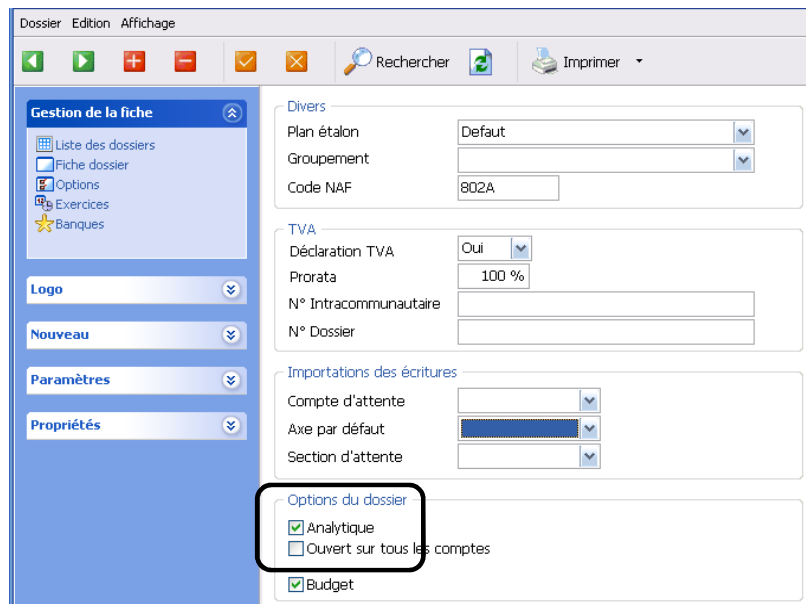 Dossier Edition Affichage
Rechercher Imprimer
Gestion de la fiche
Liste des dossiers
Fiche dossier
Options
Exercices
Banques
Logo
Nouveau
Paramètres
Propriétés
Divers
Plan étalon Defaut
Groupement
Code NAF 802A
TVA
Déclaration TVA Oui
Prorata 100 %
N° Intracommunautaire
N° Dossier
Importations des écritures
Compte d'attente
Axe par défaut
Section d'attente
Options du dossier
Analytique
Ouvert sur tous les comptes
Budget